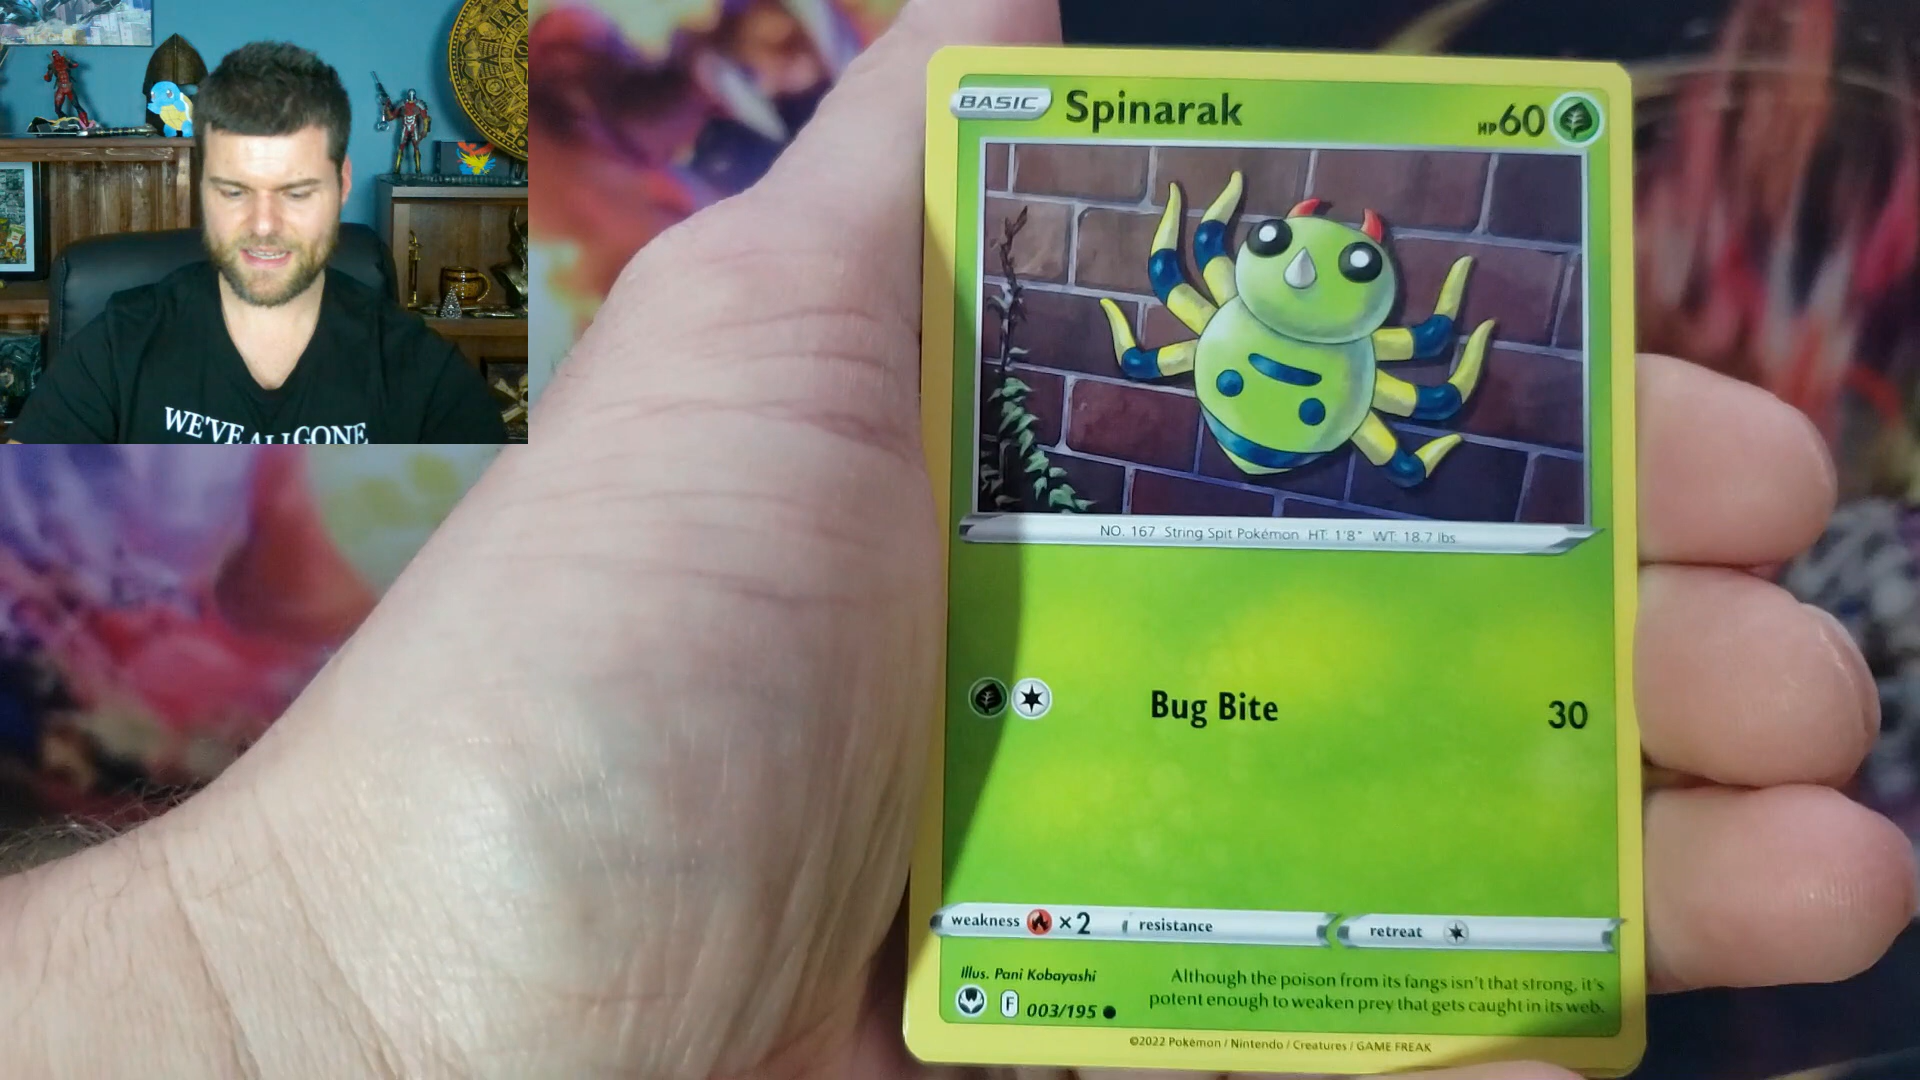 WE'VE ALL GONE
BASIC
Spinarak
HP60
NO. 167 String Spit Pokémon HT: 1'8" WT: 18.7 lbs.
Bug Bite
30
weakness ×2
resistance
retreat
Illus. Pani Kobayashi
Although the poison from its fangs isn't that strong, it's
potent enough to weaken prey that gets caught in its web.
F 003/195
©2022 Pokémon / Nintendo / Creatures / GAME FREAK